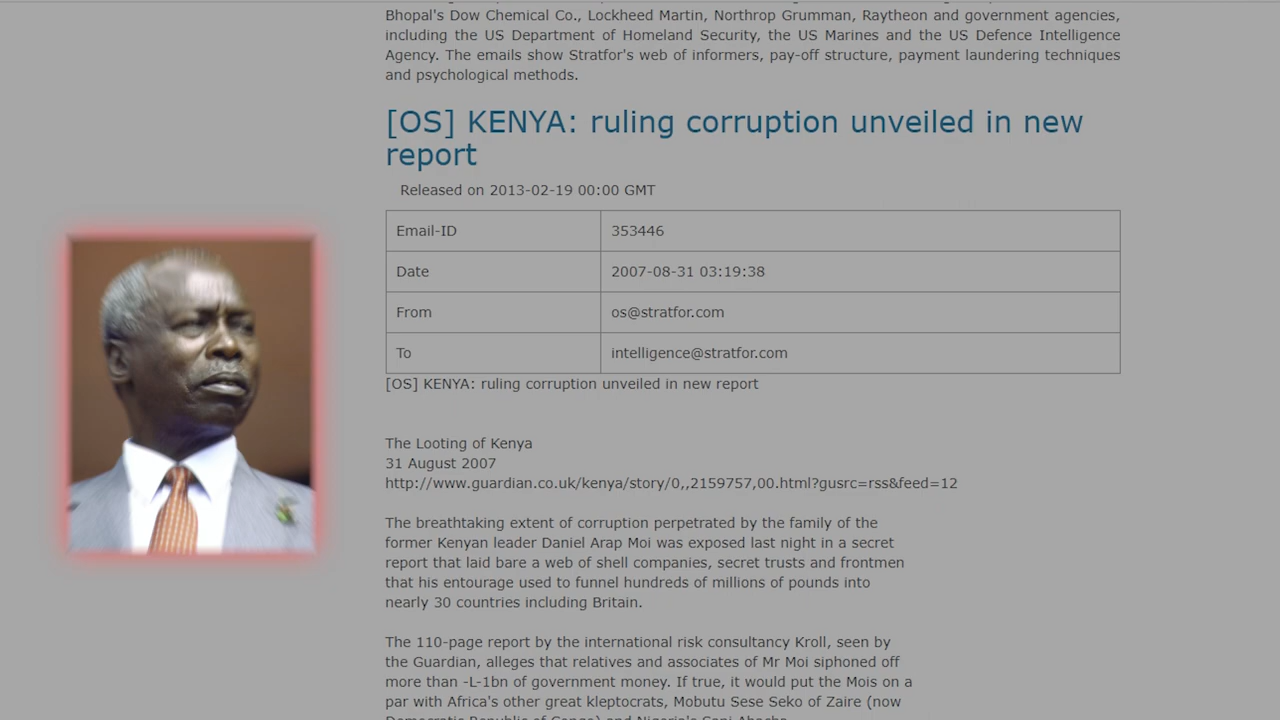 Bhopal's Dow Chemical Co., Lockheed Martin, Northrop Grumman, Raytheon and government agencies,
including the US Department of Homeland Security, the US Marines and the US Defence Intelligence
Agency. The emails show Stratfor's web of informers, pay-off structure, payment laundering techniques
and psychological methods.
[OS] KENYA: ruling corruption unveiled in new
report
Released on 2013-02-19 00:00 GMT
Email-ID 353446
Date 2007-08-31 03:19:38
From os@stratfor.com
To intelligence@stratfor.com
[OS] KENYA: ruling corruption unveiled in new report
The Looting of Kenya
31 August 2007
http://www.guardian.co.uk/kenya/story/0,,2159757,00.html?gusrc=rss&feed=12
The breathtaking extent of corruption perpetrated by the family of the
former Kenyan leader Daniel Arap Moi was exposed last night in a secret
report that laid bare a web of shell companies, secret trusts and frontmen
that his entourage used to funnel hundreds of millions of pounds into
nearly 30 countries including Britain.
The 110-page report by the international risk consultancy Kroll, seen by
the Guardian, alleges that relatives and associates of Mr Moi siphoned off
more than -L-1bn of government money. If true, it would put the Mois on a
par with Africa's other great kleptocrats, Mobutu Sese Seko of Zaire (now